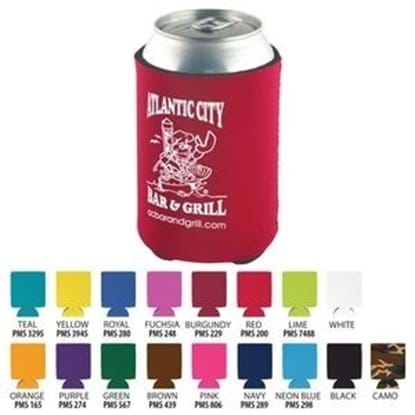 ATLANTIC CITY
BAR & GRILL
acbarandgrill.com
TEAL YELLOW ROYAL FUCHSIA BURGUNDY RED LIME WHITE
PMS 3295 PMS 3945 PMS 280 PMS 248 PMS 229 PMS 200 PMS 7488
ORANGE PURPLE GREEN BROWN PINK NAVY NEON BLUE BLACK CAMO
PMS 151 PMS 274 PMS 567 PMS 439 PMS 806 PMS 289 PMS 298